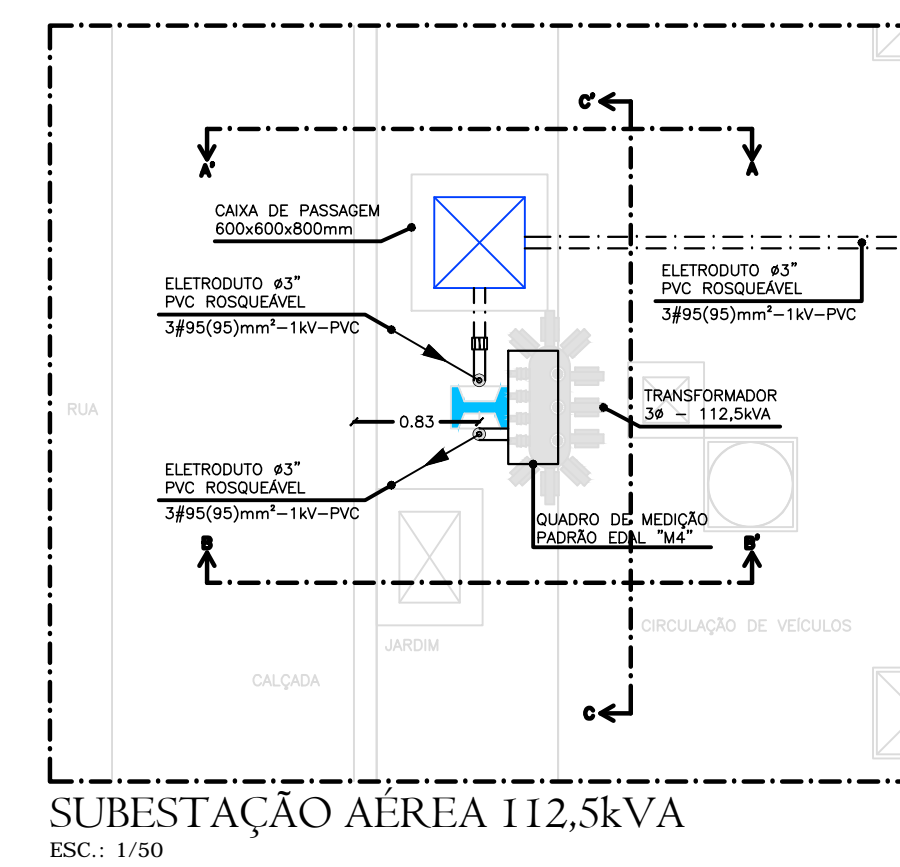 C'
A'
A
CAIXA DE PASSAGEM
600x600x800mm
ELETRODUTO ø3"
PVC ROSQUEÁVEL
3#95(95)mm²-1kV-PVC
ELETRODUTO ø3"
PVC ROSQUEÁVEL
3#95(95)mm²-1kV-PVC
RUA
0.83
TRANSFORMADOR
3ø - 112,5kVA
ELETRODUTO ø3"
PVC ROSQUEÁVEL
3#95(95)mm²-1kV-PVC
QUADRO DE MEDIÇÃO
PADRÃO EDAL "M4"
B
B'
CIRCULAÇÃO DE VEÍCULOS
JARDIM
CALÇADA
C
SUBESTAÇÃO AÉREA 112,5kVA
ESC.: 1/50